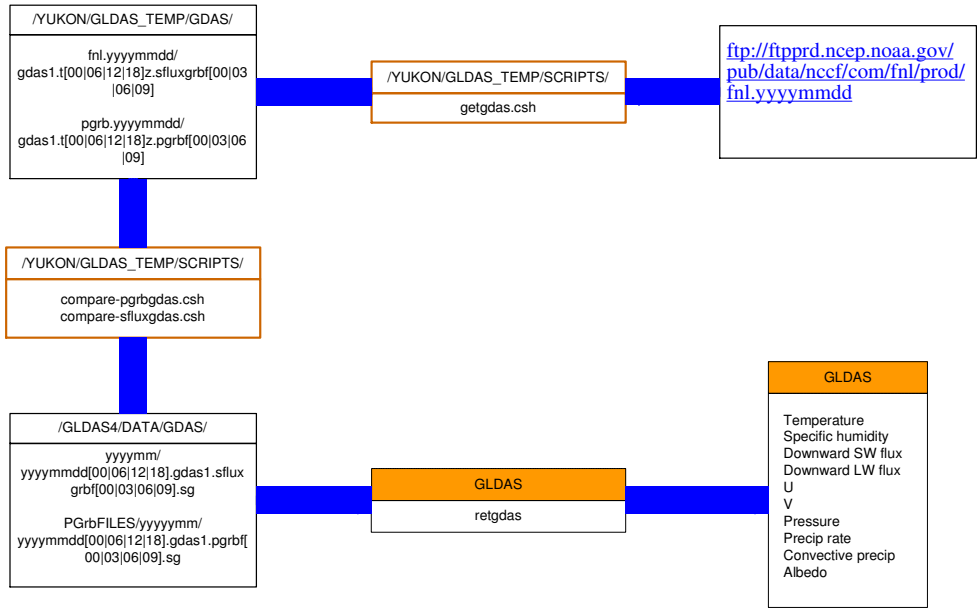 /YUKON/GLDAS_TEMP/GDAS/
fnl.yyyymmdd/
gdas1.t[00|06|12|18]z.sfluxgrbf[00|03
|06|09]
pgrb.yyyymmdd/
gdas1.t[00|06|12|18]z.pgrbf[00|03|06
|09]
/YUKON/GLDAS_TEMP/SCRIPTS/
getgdas.csh
ftp://ftpprd.ncep.noaa.gov/
pub/data/nccf/com/fnl/prod/
fnl.yyyymmdd
/YUKON/GLDAS_TEMP/SCRIPTS/
compare-pgrbgdas.csh
compare-sfluxgdas.csh
/GLDAS4/DATA/GDAS/
yyyymm/
yyyymmdd[00|06|12|18].gdas1.sflux
grbf[00|03|06|09].sg
PGrbFILES/yyyyymm/
yyyymmdd[00|06|12|18].gdas1.pgrbf[
00|03|06|09].sg
GLDAS
retgdas
GLDAS
Temperature
Specific humidity
Downward SW flux
Downward LW flux
U
V
Pressure
Precip rate
Convective precip
Albedo